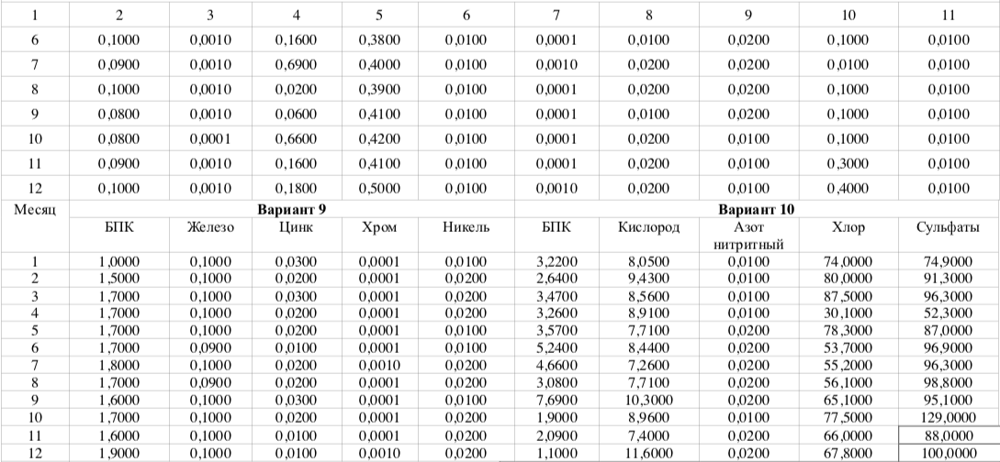 1 2 3 4 5 6 7 8 9 10 11
6 0,1000 0,0010 0,1600 0,3800 0,0100 0,0001 0,0100 0,0200 0,1000 0,0100
7 0,0900 0,0010 0,6900 0,4000 0,0100 0,0010 0,0200 0,0200 0,0100 0,0100
8 0,1000 0,0010 0,0200 0,3900 0,0100 0,0001 0,0200 0,0200 0,1000 0,0100
9 0,0800 0,0010 0,0600 0,4100 0,0100 0,0001 0,0100 0,0200 0,1000 0,0100
10 0,0800 0,0001 0,6600 0,4200 0,0100 0,0001 0,0200 0,0100 0,1000 0,0100
11 0,0900 0,0010 0,1600 0,4100 0,0100 0,0001 0,0200 0,0100 0,3000 0,0100
12 0,1000 0,0010 0,1800 0,5000 0,0100 0,0010 0,0200 0,0100 0,4000 0,0100
Месяц Вариант 9 Вариант 10
БПК Железо Цинк Хром Никель БПК Кислород Азот Хлор Сульфаты
нитритный
1 1,0000 0,1000 0,0300 0,0001 0,0100 3,2200 8,0500 0,0100 74,0000 74,9000
2 1,5000 0,1000 0,0200 0,0001 0,0200 2,6400 9,4300 0,0100 80,0000 91,3000
3 1,7000 0,1000 0,0300 0,0001 0,0200 3,4700 8,5600 0,0100 87,5000 96,3000
4 1,7000 0,1000 0,0200 0,0001 0,0200 3,2600 8,9100 0,0100 30,1000 52,3000
5 1,7000 0,1000 0,0200 0,0001 0,0100 3,5700 7,7100 0,0200 78,3000 87,0000
6 1,7000 0,0900 0,0100 0,0001 0,0100 5,2400 8,4400 0,0200 53,7000 96,9000
7 1,8000 0,1000 0,0200 0,0010 0,0200 4,6600 7,2600 0,0200 55,2000 96,3000
8 1,7000 0,0900 0,0200 0,0001 0,0200 3,0800 7,7100 0,0200 56,1000 98,8000
9 1,6000 0,1000 0,0300 0,0001 0,0100 7,6900 10,3000 0,0200 65,1000 95,1000
10 1,7000 0,1000 0,0200 0,0001 0,0200 1,9000 8,9600 0,0100 77,5000 129,0000
11 1,6000 0,1000 0,0100 0,0001 0,0200 2,0900 7,4000 0,0200 66,0000 88,0000
12 1,9000 0,1000 0,0100 0,0010 0,0200 1,1000 11,6000 0,0200 67,8000 100,0000